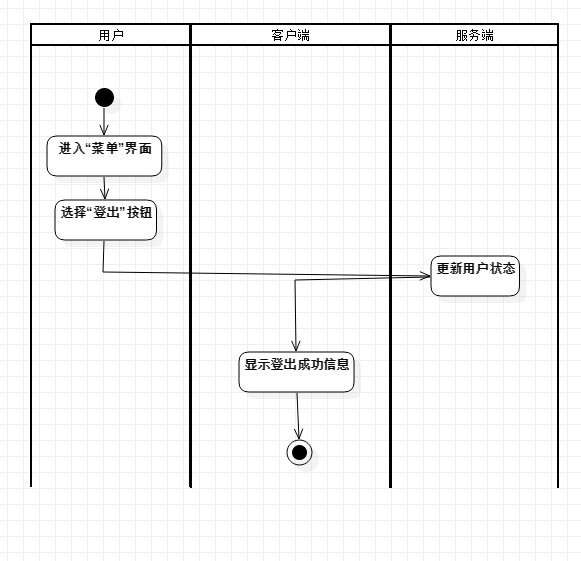 用户
客户端
服务端
进入“菜单”界面
选择“登出”按钮
更新用户状态
显示登出成功信息